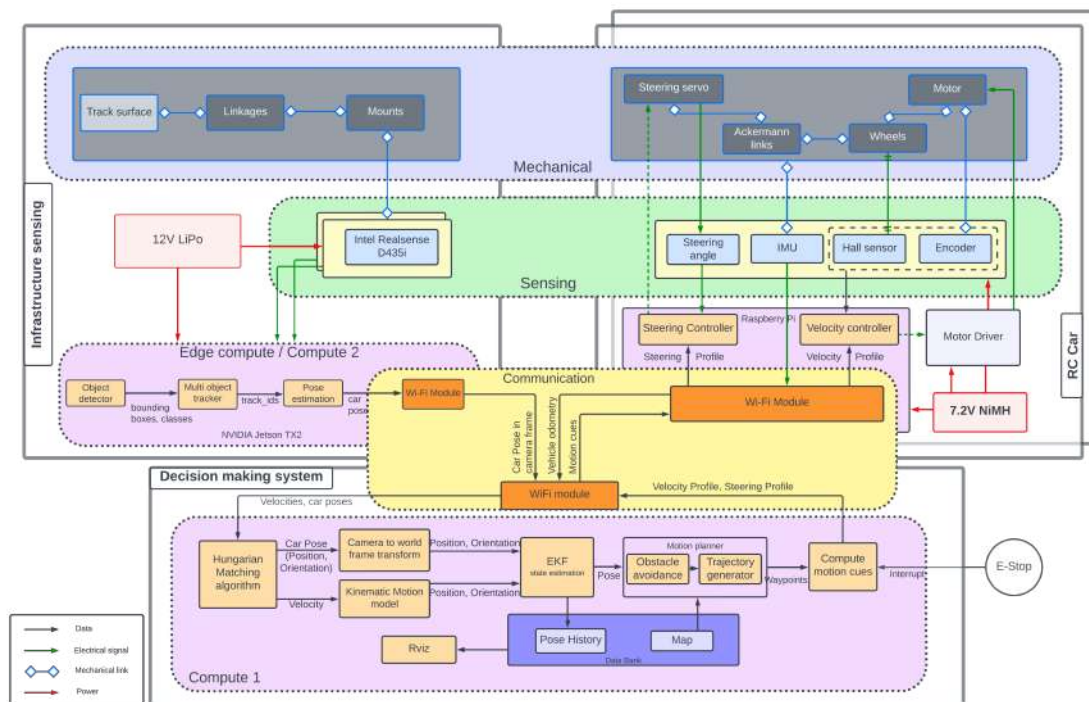 Steering servo
Motor
Track surface
Linkages
Mounts
Ackermann
links
Wheels
Mechanical
Infrastructure sensing
12V LiPo
Intel Realsense
D435i
Steering
angle
IMU
Hall sensor
Encoder
Sensing
RC Car
Raspberry Pi
Steering Controller
Velocity controller
Motor Driver
Steering
Profile
Velocity
Profile
Edge compute / Compute 2
Communication
Object
detector
Multi object
tracker
Pose
estimation
bounding
boxes, classes
track_ids
car
pose
NVIDIA Jetson TX2
Wi-Fi Module
Wi-Fi Module
7.2V NiMH
Car Pose in
camera frame
Vehicle odometry
Motion cues
Decision making system
WiFi module
Velocities, car poses
Velocity Profile, Steering Profile
Hungarian
Matching
algorithm
Car Pose
(Position,
Orientation)
Camera to world
frame transform
Position, Orientation
EKF
state estimation
Pose
Motion planner
Obstacle
avoidance
Trajectory
generator
Waypoints
Compute
motion cues
Interrupt
E-Stop
Velocity
Kinematic Motion
model
Position, Orientation
Rviz
Pose History
Map
Data Bank
Compute 1
Data
Electrical signal
Mechanical link
Power